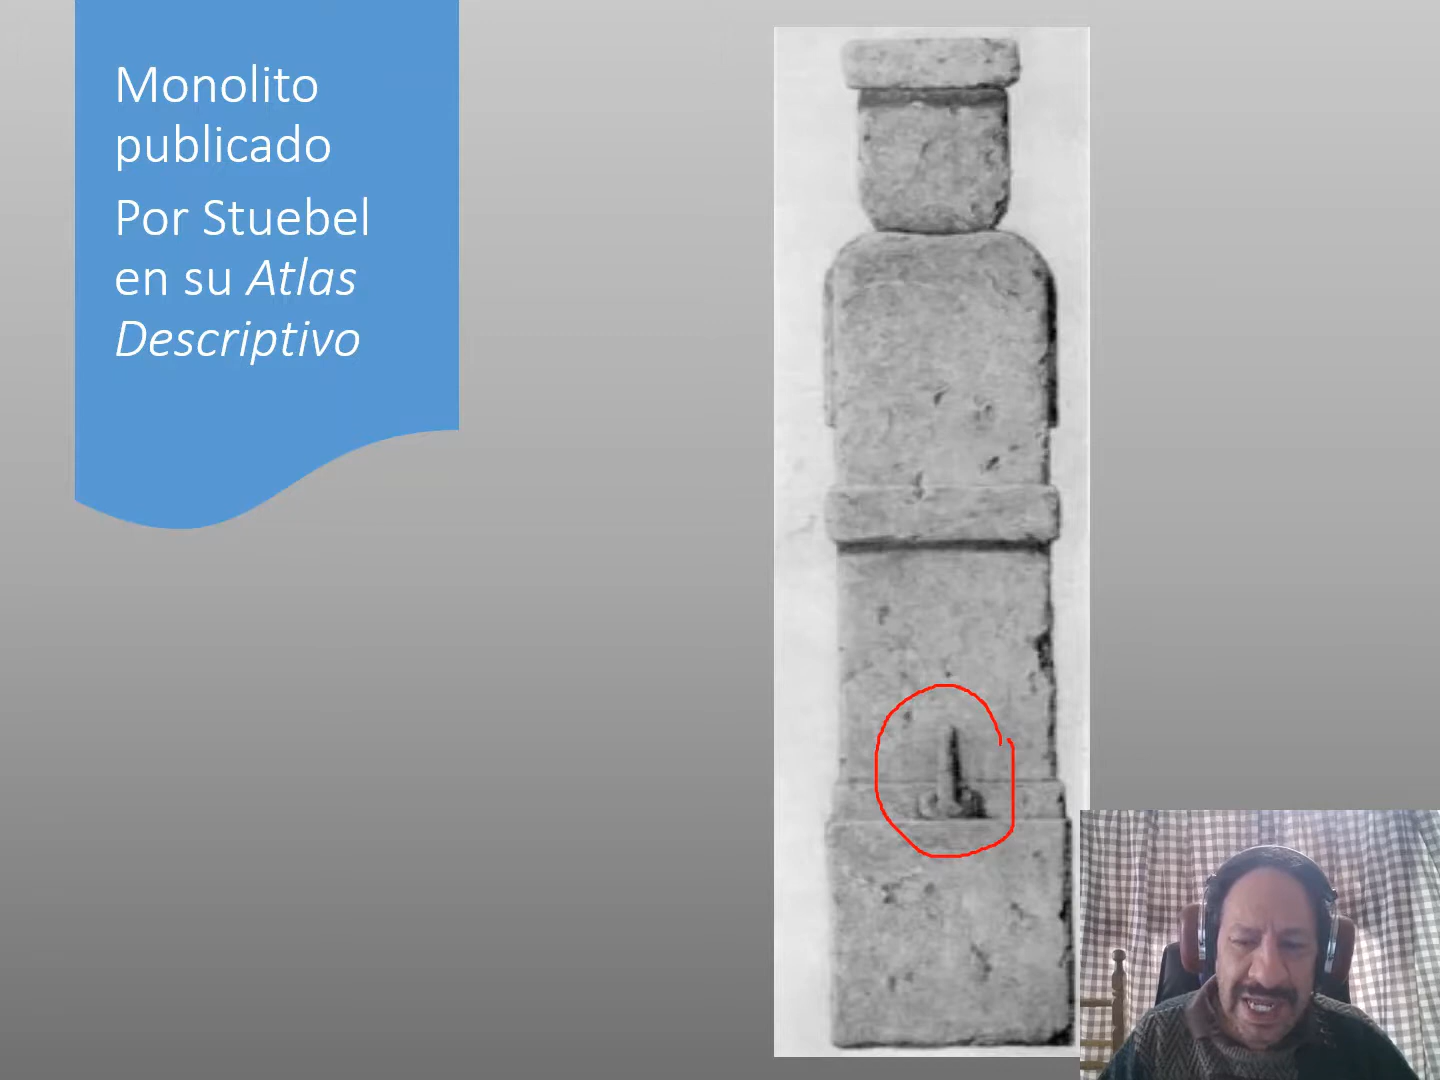 Monolito
publicado
Por Stuebel
en su Atlas
Descriptivo